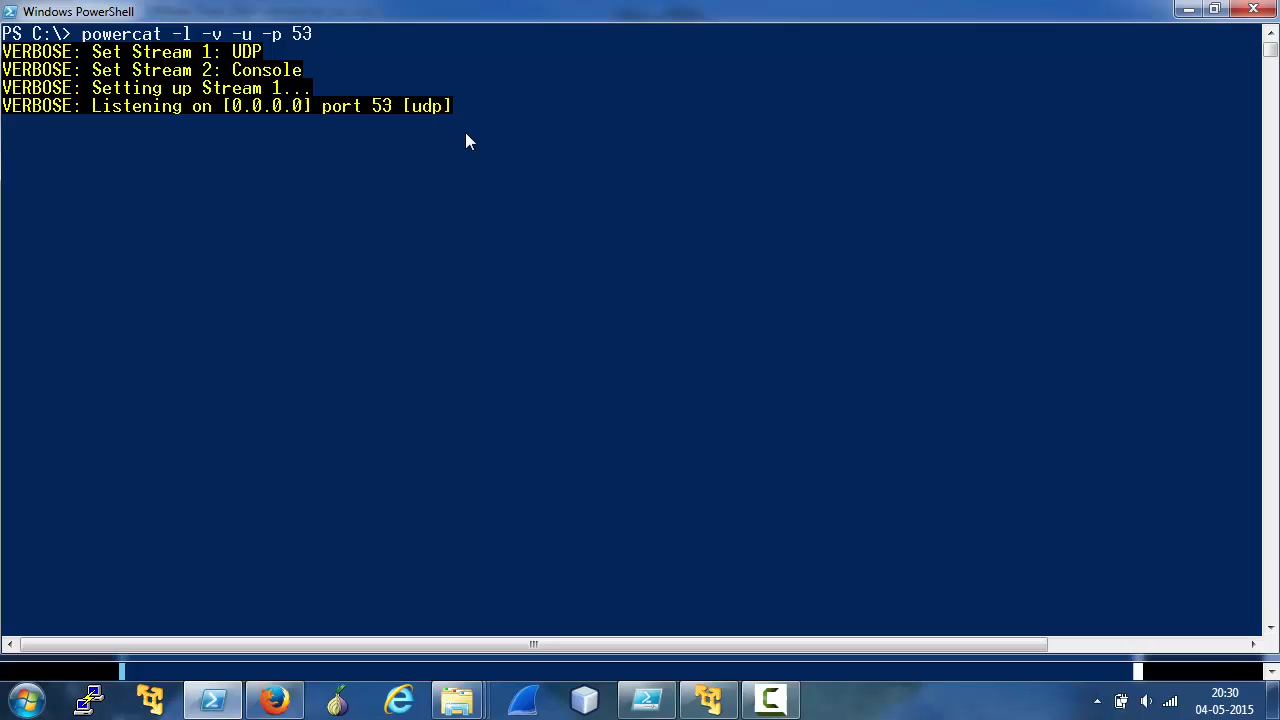 Windows PowerShell
PS C:\> powercat -l -v -u -p 53
VERBOSE: Set Stream 1: UDP
VERBOSE: Set Stream 2: Console
VERBOSE: Setting up Stream 1...
VERBOSE: Listening on [0.0.0.0] port 53 [udp]
20:30
04-05-2015